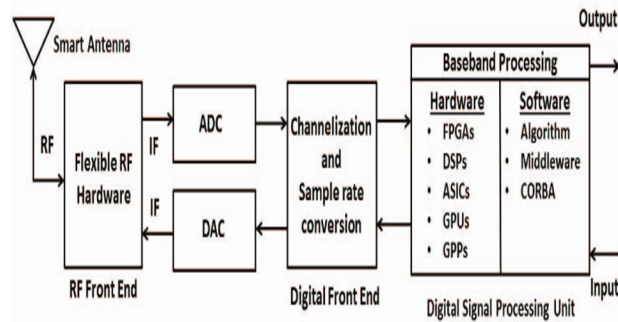 Output
Smart Antenna
RF
Flexible RF
Hardware
RF Front End
IF
IF
ADC
DAC
Channelization
and
Sample rate
conversion
Digital Front End
Baseband Processing
Hardware
• FPGAs
• DSPs
• ASICs
• GPUs
• GPPs
Software
• Algorithm
• Middleware
• CORBA
Input
Digital Signal Processing Unit